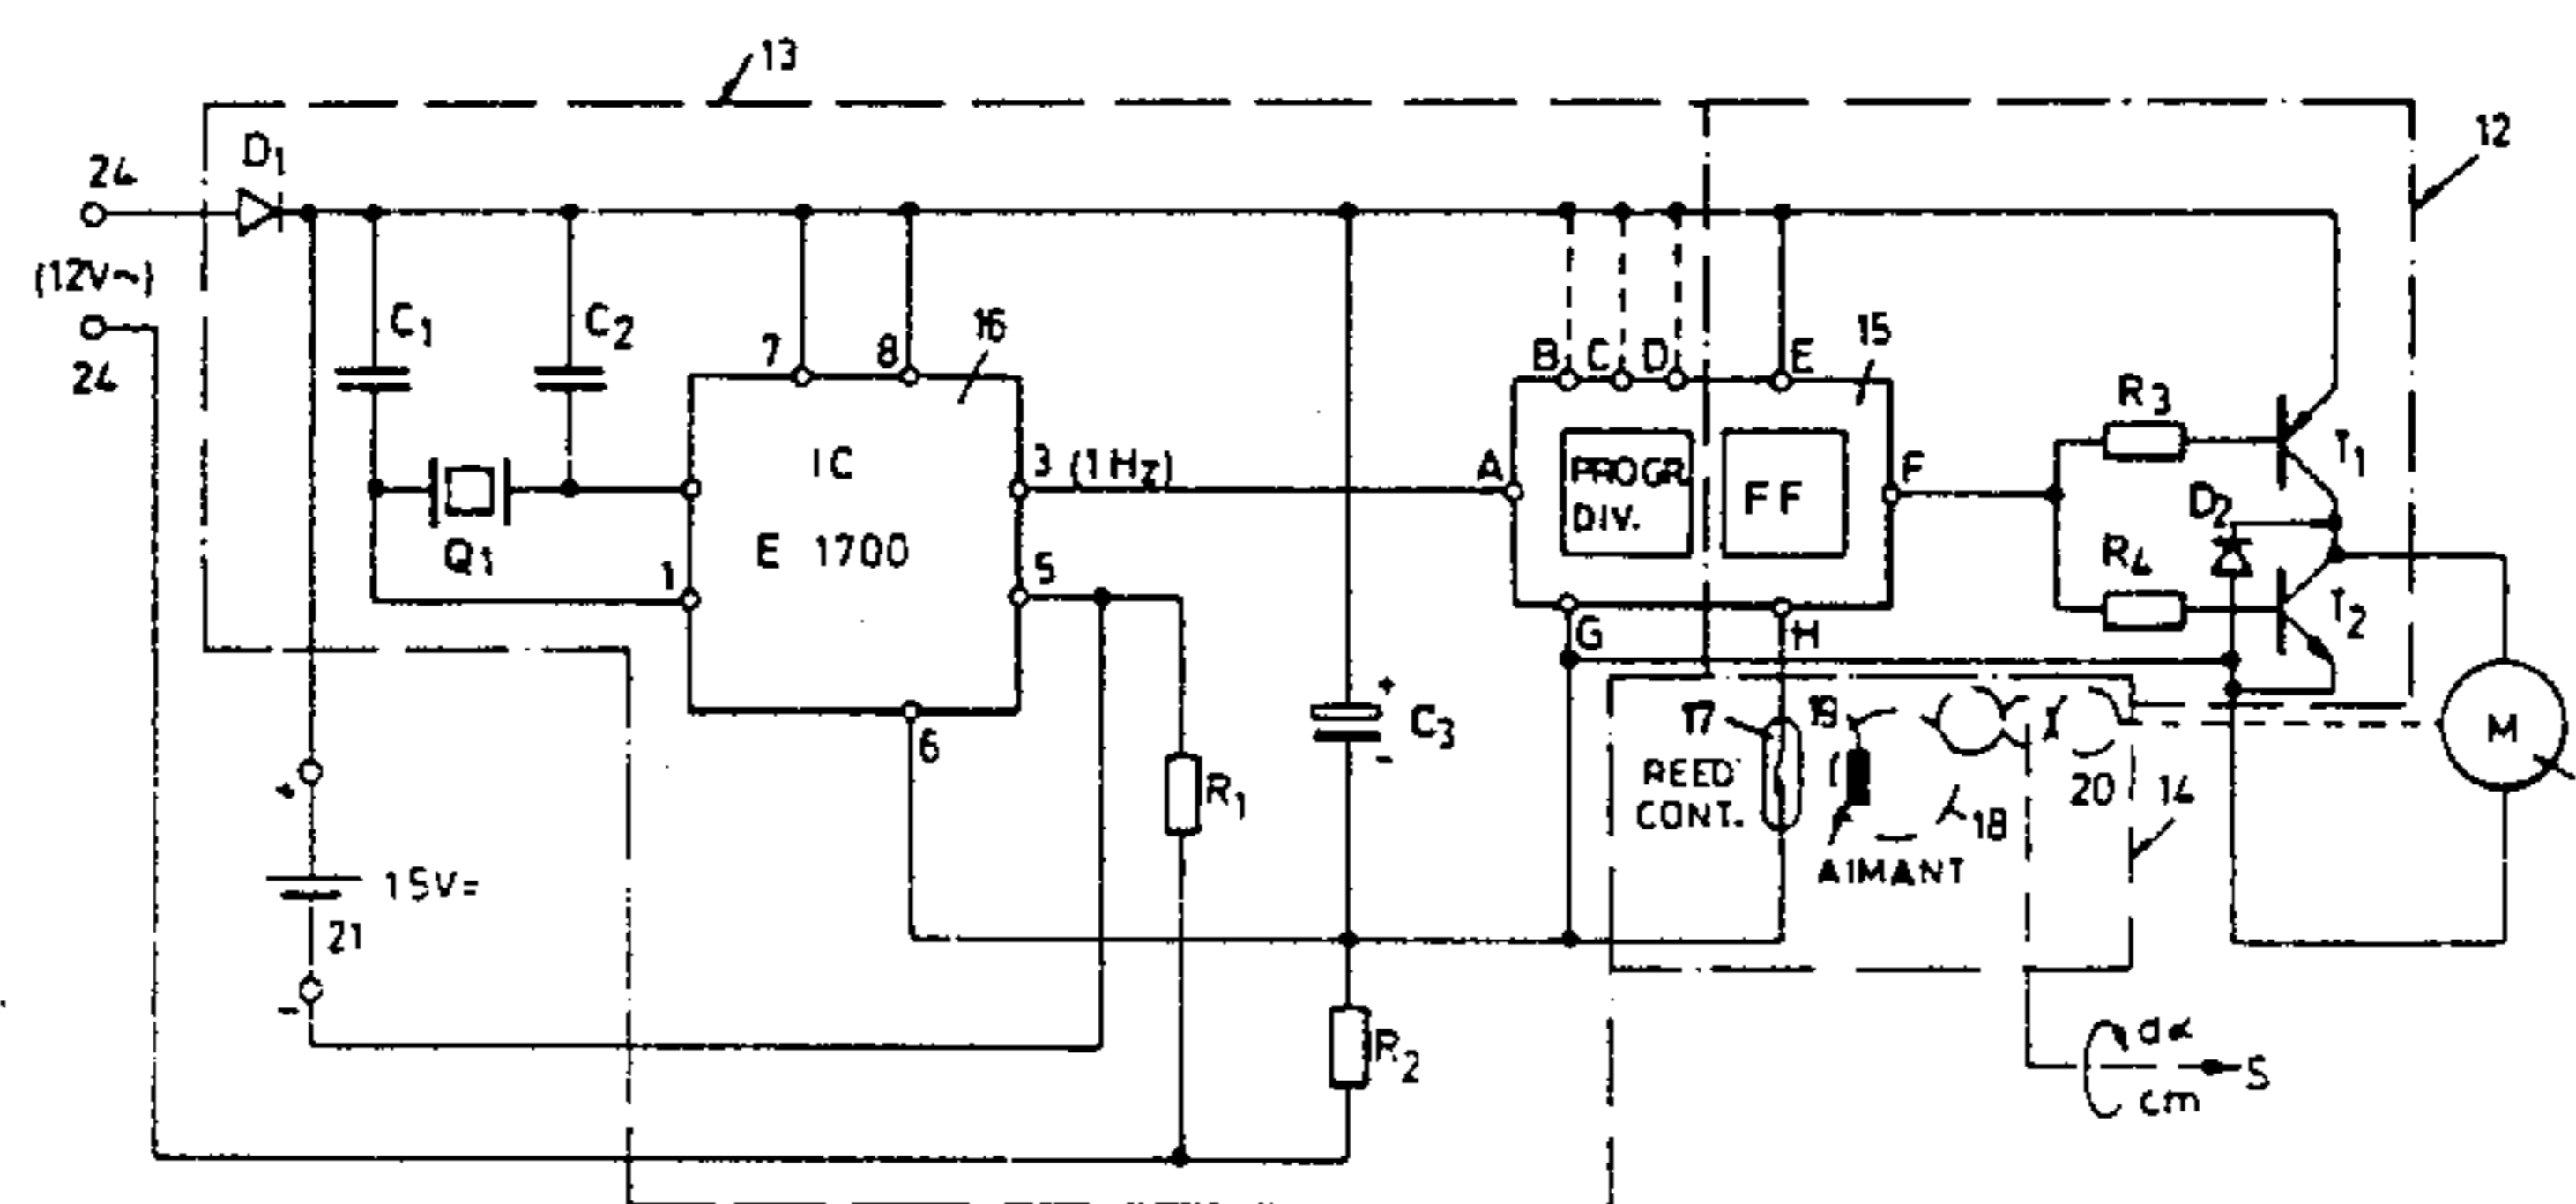 13
12
24
D1
(12V~)
24
C1
C2
7
8
16
B
C
D
E
15
R3
T1
IC
E 1700
3 (1 Hz)
A
PROGR.
DIV.
FF
F
D2
Q1
1
5
R4
T2
G
H
6
R1
+
C3
-
17
REED
CONT.
19
AIMANT
18
20
14
M
+
15V=
21
-
R2
dα
S
cm